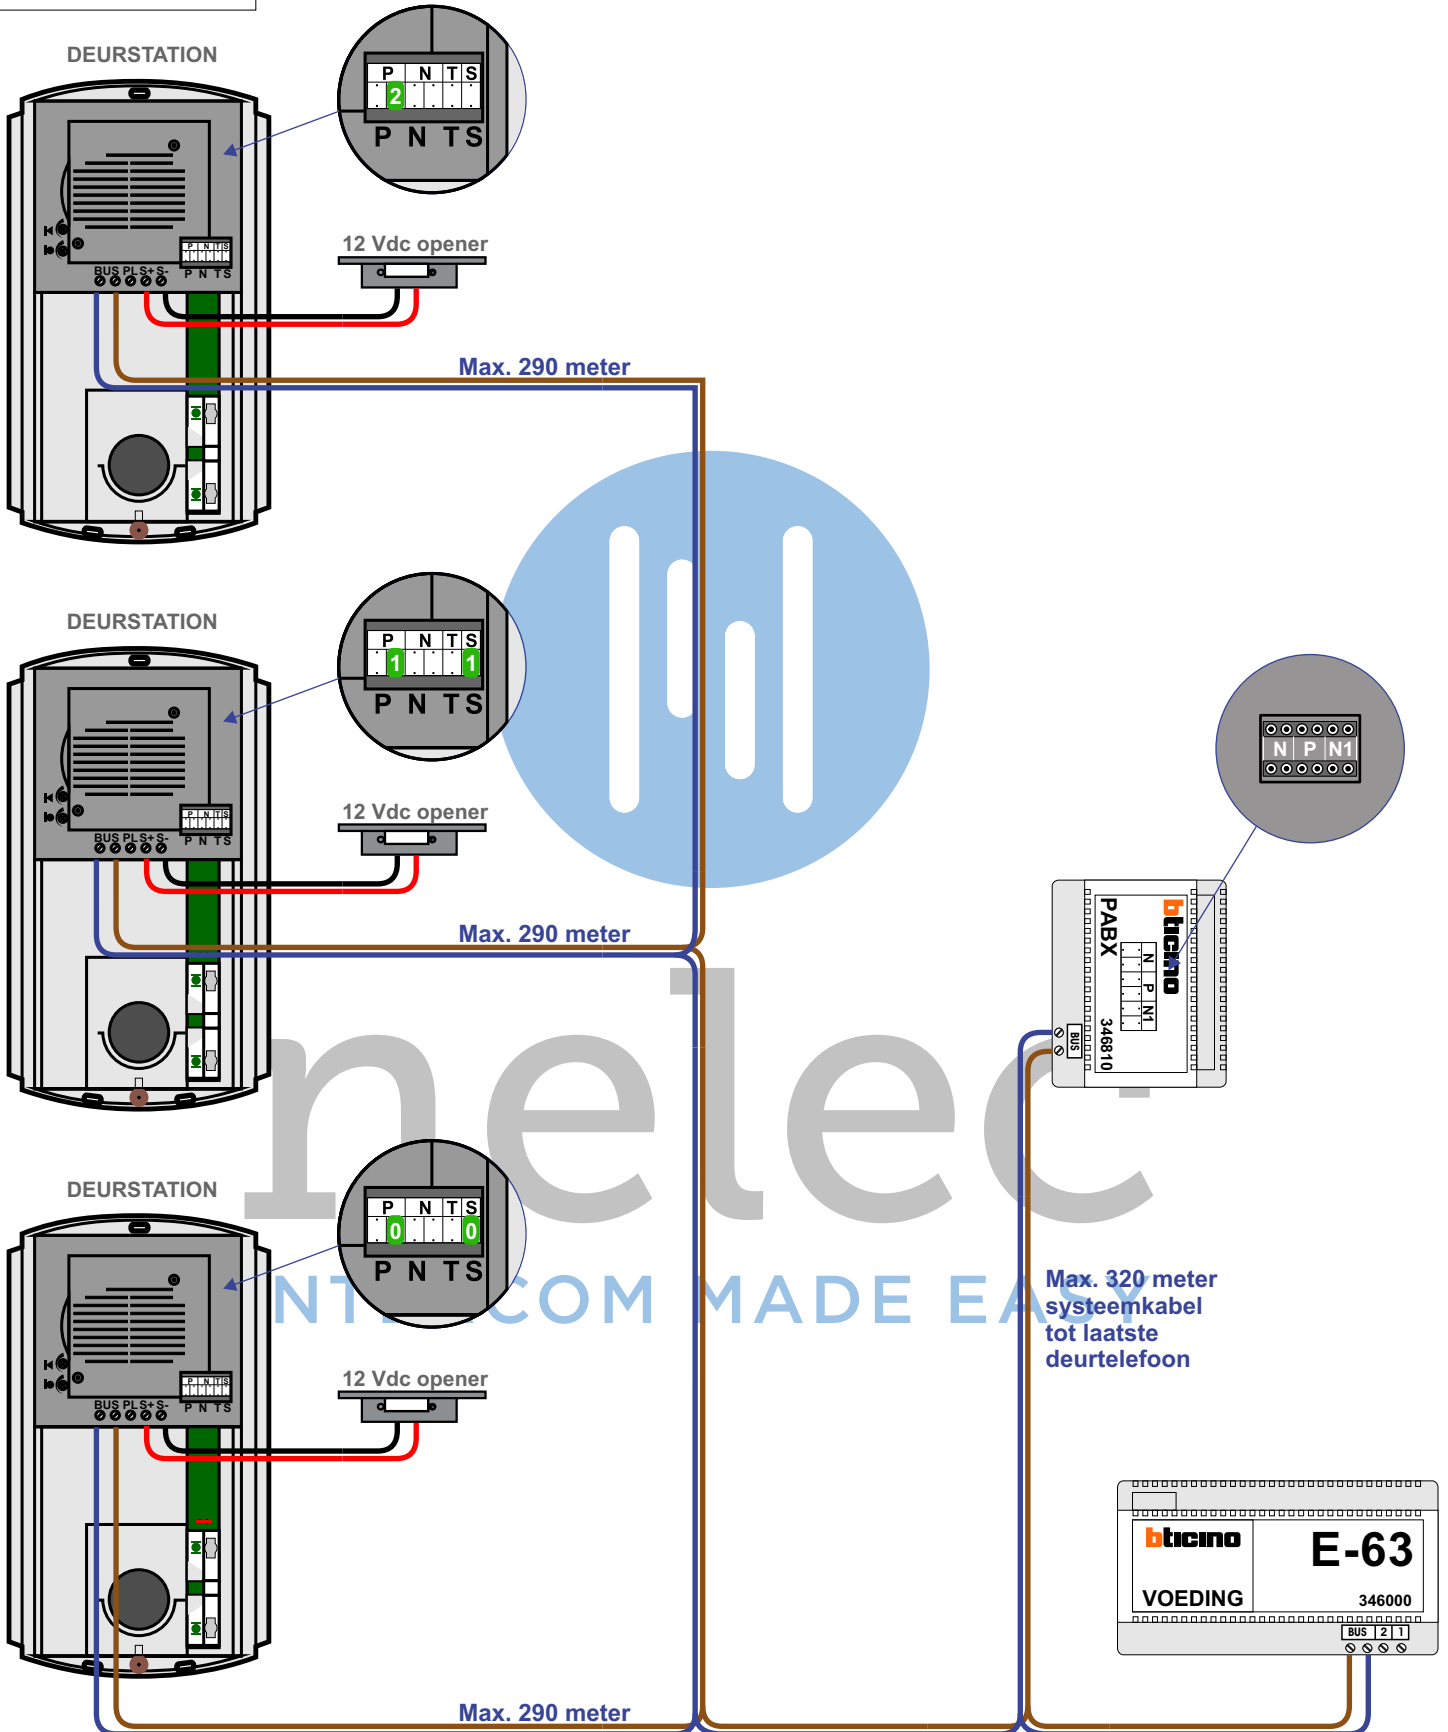 DEURSTATION
P N T S
2
P N T S
12 Vdc opener
P N T S
BUS PL S+ S-
P N T S
Max. 290 meter
DEURSTATION
P N T S
1 1
P N T S
12 Vdc opener
P N T S
BUS PL S+ S-
P N T S
Max. 290 meter
N P N1
bticino
N P N1
PABX 346810
BUS
nelec
INTERCOM MADE EASY
DEURSTATION
P N T S
0 0
P N T S
12 Vdc opener
P N T S
BUS PL S+ S-
P N T S
Max. 320 meter
systeemkabel
tot laatste
deurtelefoon
bticino
E-63
VOEDING
346000
BUS 2 1
Max. 290 meter